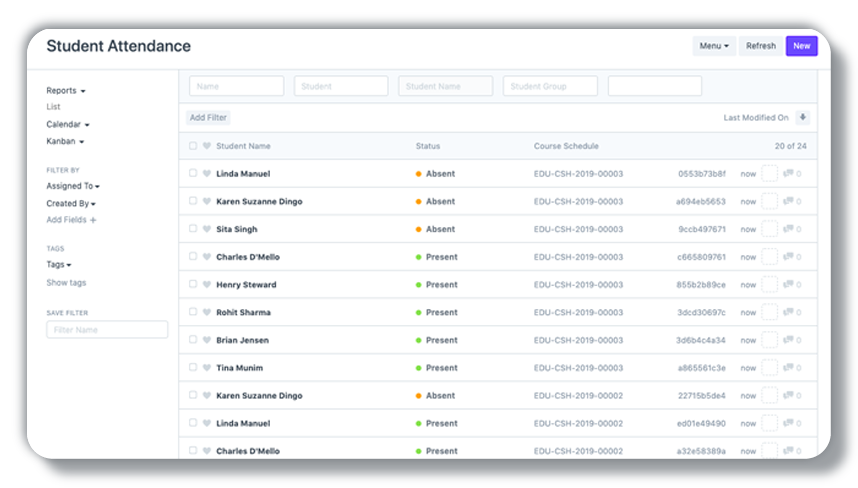 Student Attendance
Menu
Refresh
New
Reports
List
Calendar
Kanban
FILTER BY
Assigned To
Created By
Add Fields +
TAGS
Tags
Show tags
SAVE FILTER
Filter Name
Name Student Student Name Student Group
Add Filter Last Modified On
Student Name Status Course Schedule 20 of 24
Linda Manuel Absent EDU-CSH-2019-00003 0553b73b8f now 0
Karen Suzanne Dingo Absent EDU-CSH-2019-00003 a694eb5653 now 0
Sita Singh Absent EDU-CSH-2019-00003 9ccb497671 now 0
Charles D'Mello Present EDU-CSH-2019-00003 c665809761 now 0
Henry Steward Present EDU-CSH-2019-00003 855b2b89ce now 0
Rohit Sharma Present EDU-CSH-2019-00003 3dcd30697c now 0
Brian Jensen Present EDU-CSH-2019-00003 3d6b4c4a34 now 0
Tina Munim Present EDU-CSH-2019-00003 a865561c3e now 0
Karen Suzanne Dingo Absent EDU-CSH-2019-00002 22715b5de4 now 0
Linda Manuel Present EDU-CSH-2019-00002 ed01e49490 now 0
Charles D'Mello Present EDU-CSH-2019-00002 a32e58389a now 0